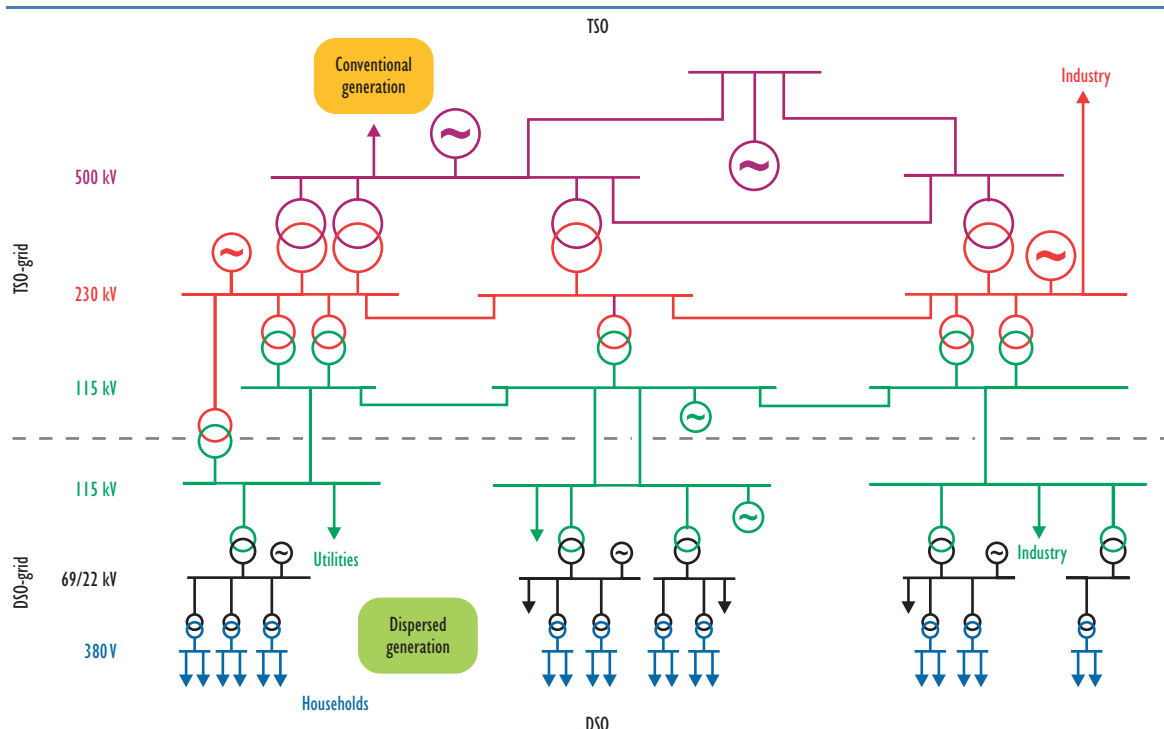 TSO
Conventional
generation
Industry
500 kV
TSO-grid
230 kV
115 kV
115 kV
Utilities
Industry
DSO-grid
69/22 kV
Dispersed
generation
380 V
Households
DSO